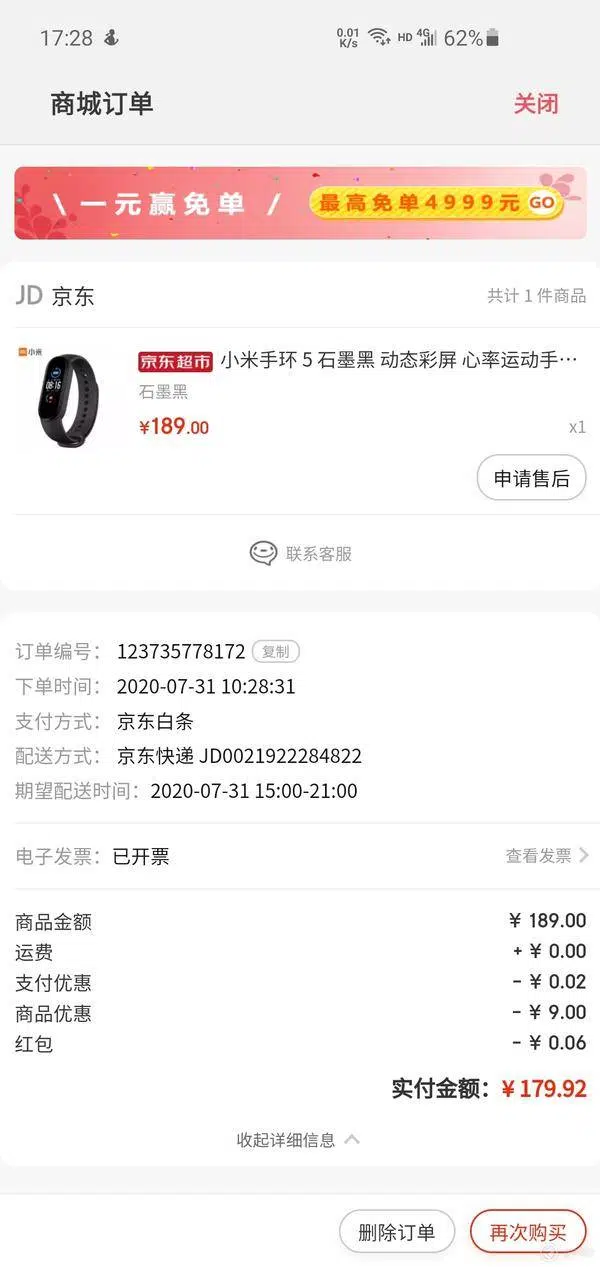 17:28
0.01 K/s HD 4G 62%
商城订单 关闭
\ 一元赢免单 / 最高免单4999元 GO
JD 京东 共计 1 件商品
小米
08:16
京东超市 小米手环 5 石墨黑 动态彩屏 心率运动手…
石墨黑
¥189.00 x1
申请售后
联系客服
订单编号: 123735778172 复制
下单时间: 2020-07-31 10:28:31
支付方式: 京东白条
配送方式: 京东快递 JD0021922284822
期望配送时间: 2020-07-31 15:00-21:00
电子发票: 已开票 查看发票
商品金额 ¥ 189.00
运费 + ¥ 0.00
支付优惠 - ¥ 0.02
商品优惠 - ¥ 9.00
红包 - ¥ 0.06
实付金额: ¥ 179.92
收起详细信息
删除订单 再次购买